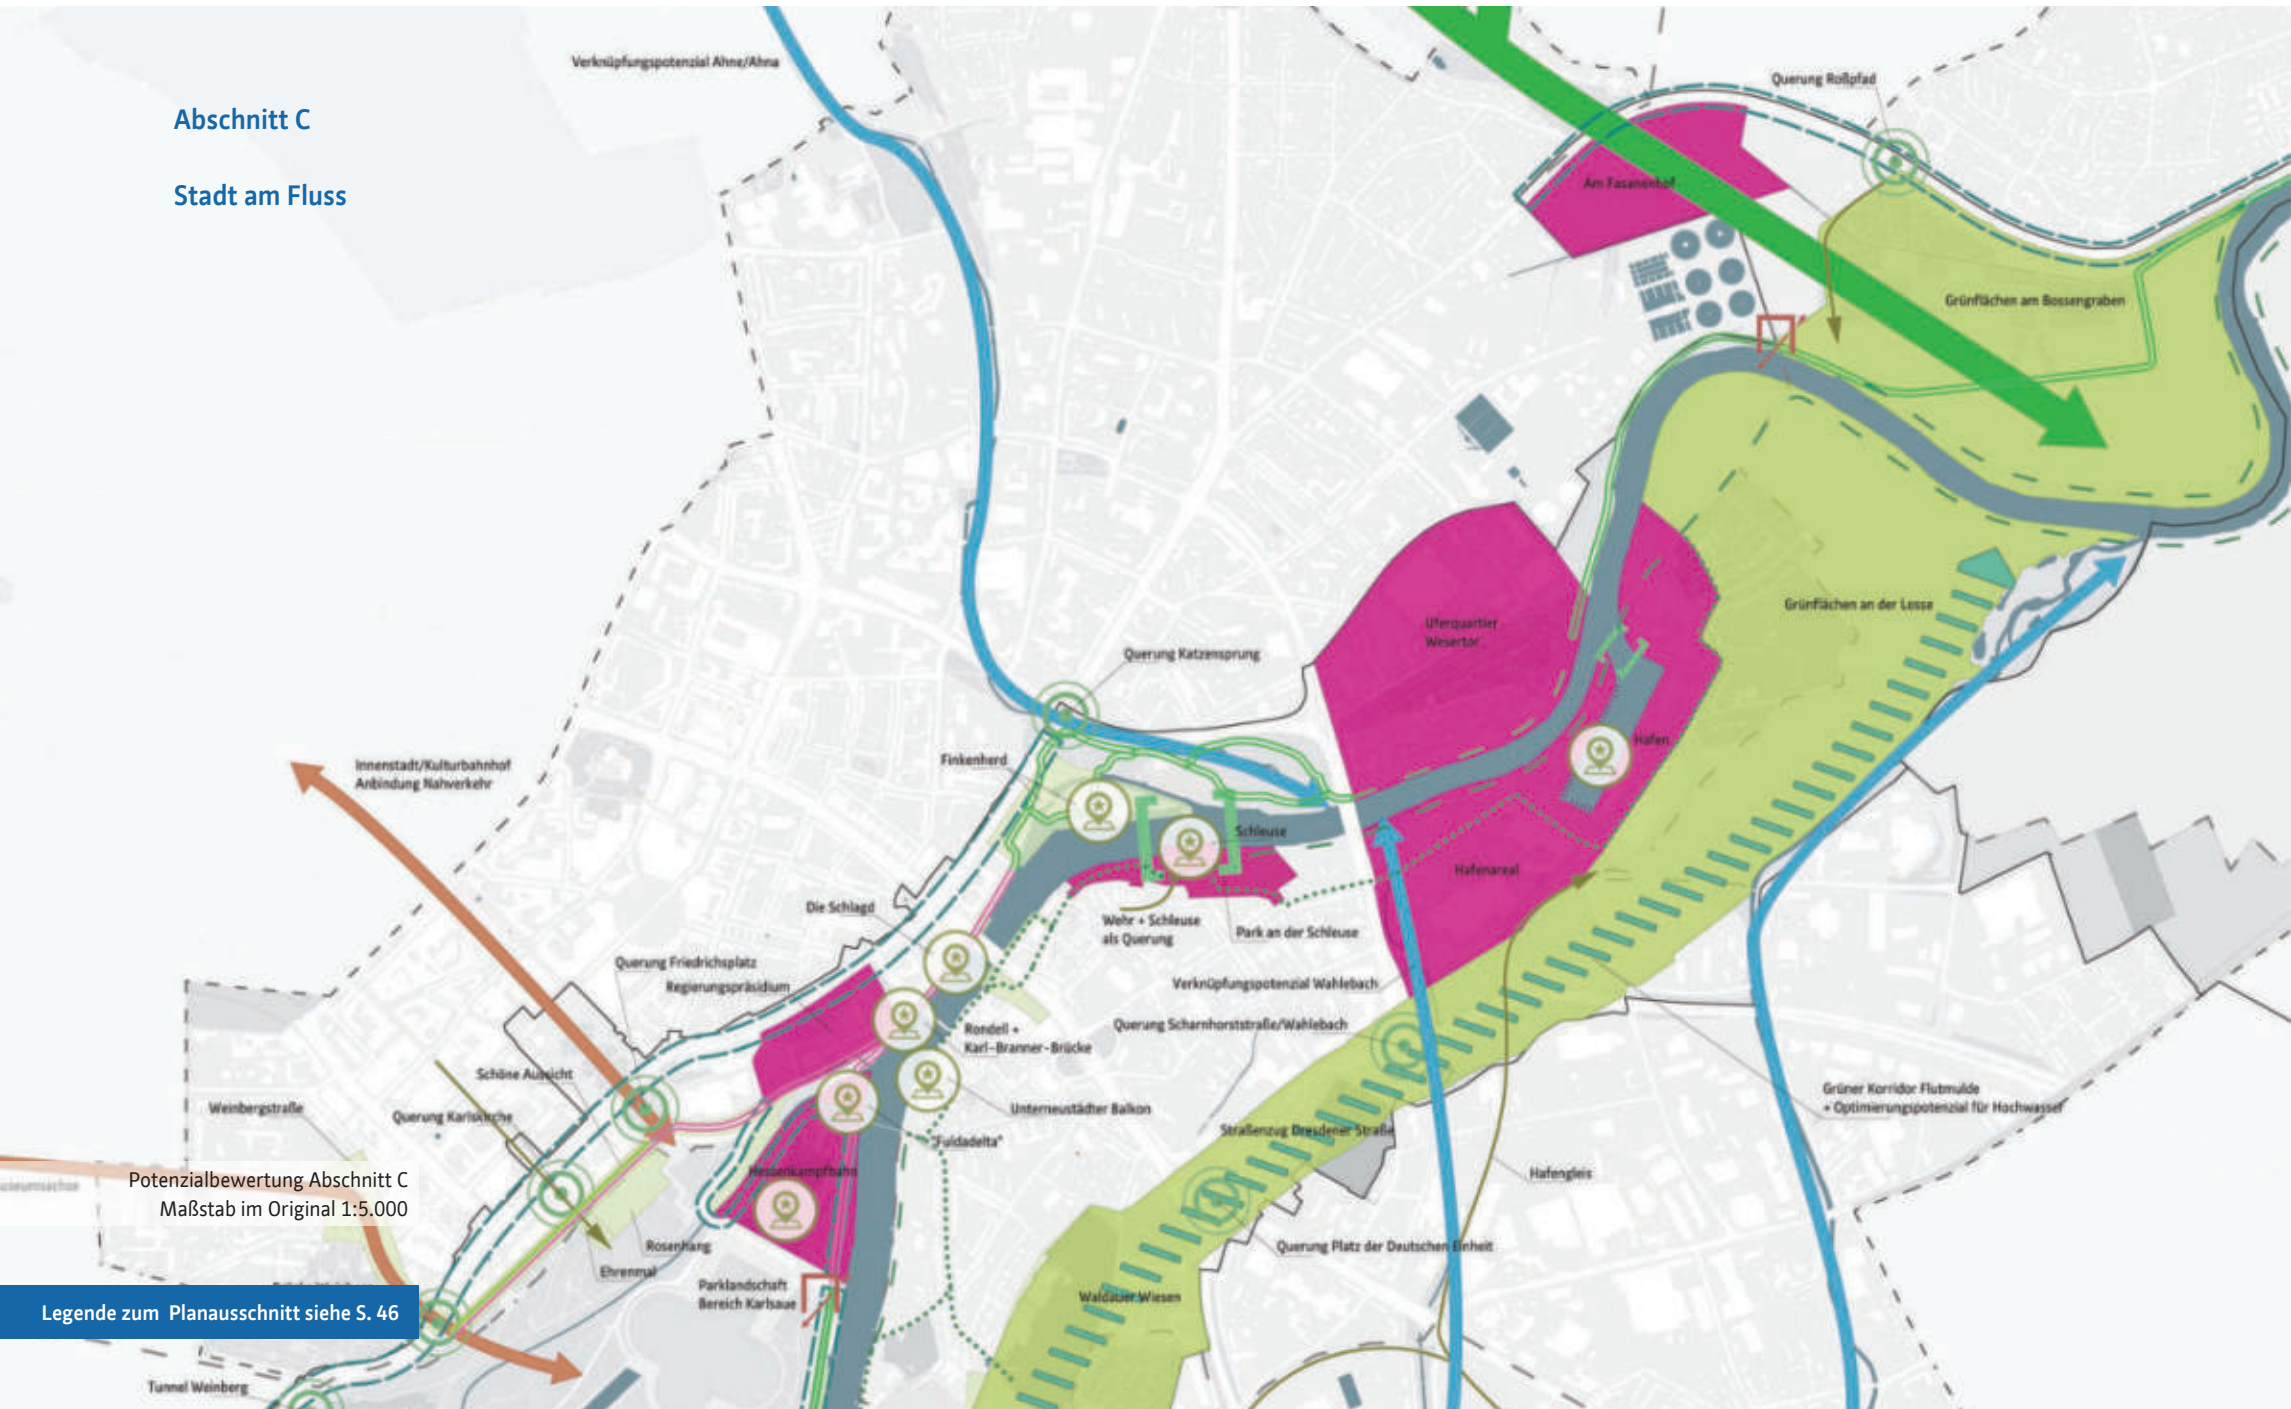 Verknüpfungspotenzial Ahne/Ahna
Querung Roßpfad
Abschnitt C
Stadt am Fluss
Am Fasanenhof
Grünflächen am Bossengraben
Grünflächen an der Losse
Uferquartier
Wesertor
Querung Katzensprung
Hafen
Finkenherd
Innenstadt/Kulturbahnhof
Anbindung Nahverkehr
Schleuse
Hafenareal
Die Schlagd
Wehr + Schleuse
als Querung
Park an der Schleuse
Querung Friedrichsplatz
Regierungspräsidium
Verknüpfungspotenzial Wahlebach
Rondell +
Karl-Branner-Brücke
Querung Scharnhorststraße/Wahlebach
Schöne Aussicht
Weinbergstraße
Querung Karlskirche
Unterneustädter Balkon
Grüner Korridor Flutmulde
+ Optimierungspotenzial für Hochwasser
Straßenzug Dresdener Straße
"Fuldadelta"
Hessenkampfbahn
Hafengleis
Potenzialbewertung Abschnitt C
Maßstab im Original 1:5.000
Rosenhang
Querung Platz der Deutschen Einheit
Ehrenmal
Parklandschaft
Bereich Karlsaue
Waldauer Wiesen
Legende zum Planausschnitt siehe S. 46
Tunnel Weinberg